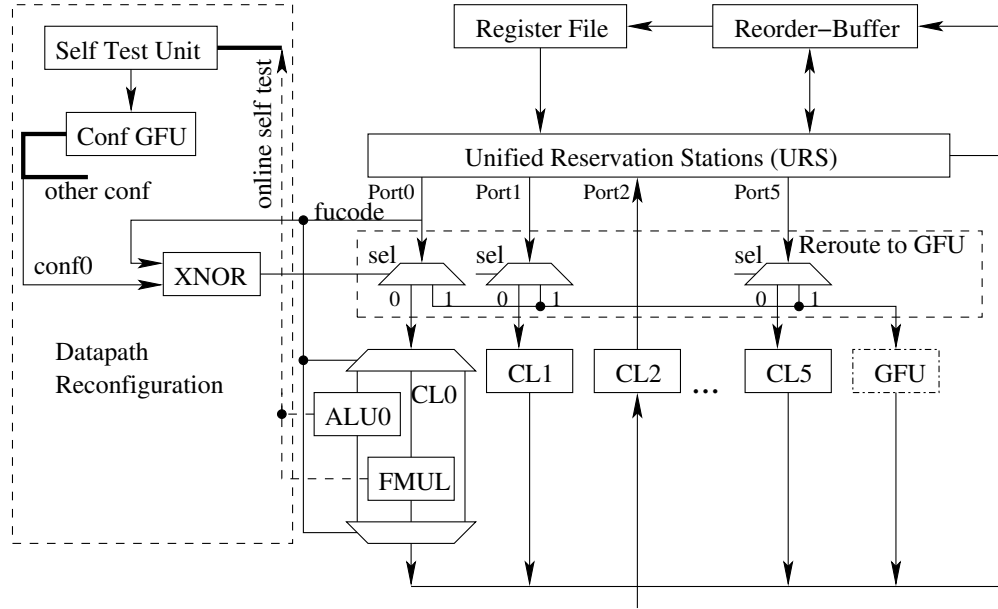 Self Test Unit
Register File
Reorder−Buffer
Conf GFU
online self test
Unified Reservation Stations (URS)
other conf
Port0
Port1
Port2
Port5
fucode
Reroute to GFU
conf0
XNOR
sel
sel
sel
0
1
0
1
0
1
Datapath
Reconfiguration
CL0
CL1
CL2
...
CL5
GFU
ALU0
FMUL